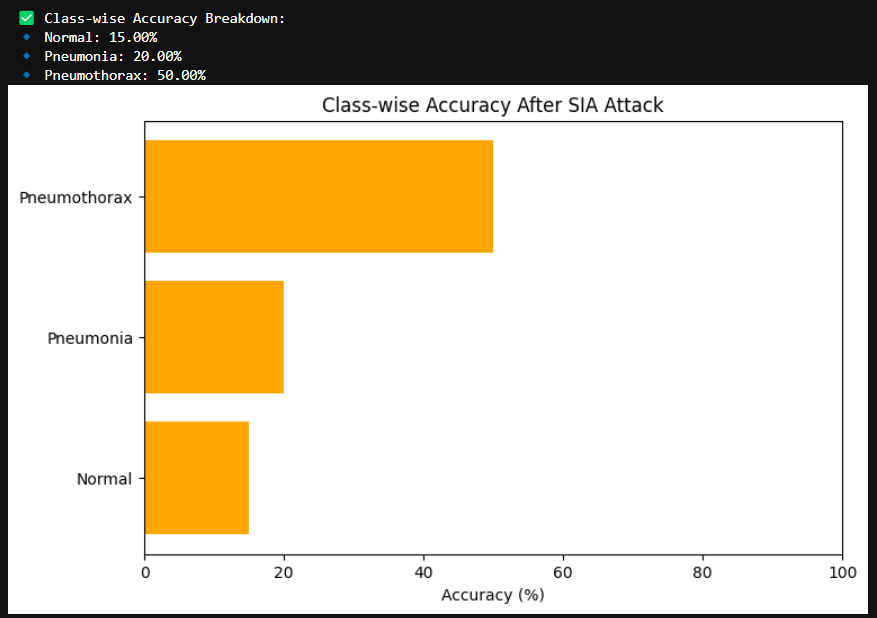 ✅ Class-wise Accuracy Breakdown:
🔹 Normal: 15.00%
🔹 Pneumonia: 20.00%
🔹 Pneumothorax: 50.00%
Class-wise Accuracy After SIA Attack
Pneumothorax
Pneumonia
Normal
0 20 40 60 80 100
Accuracy (%)